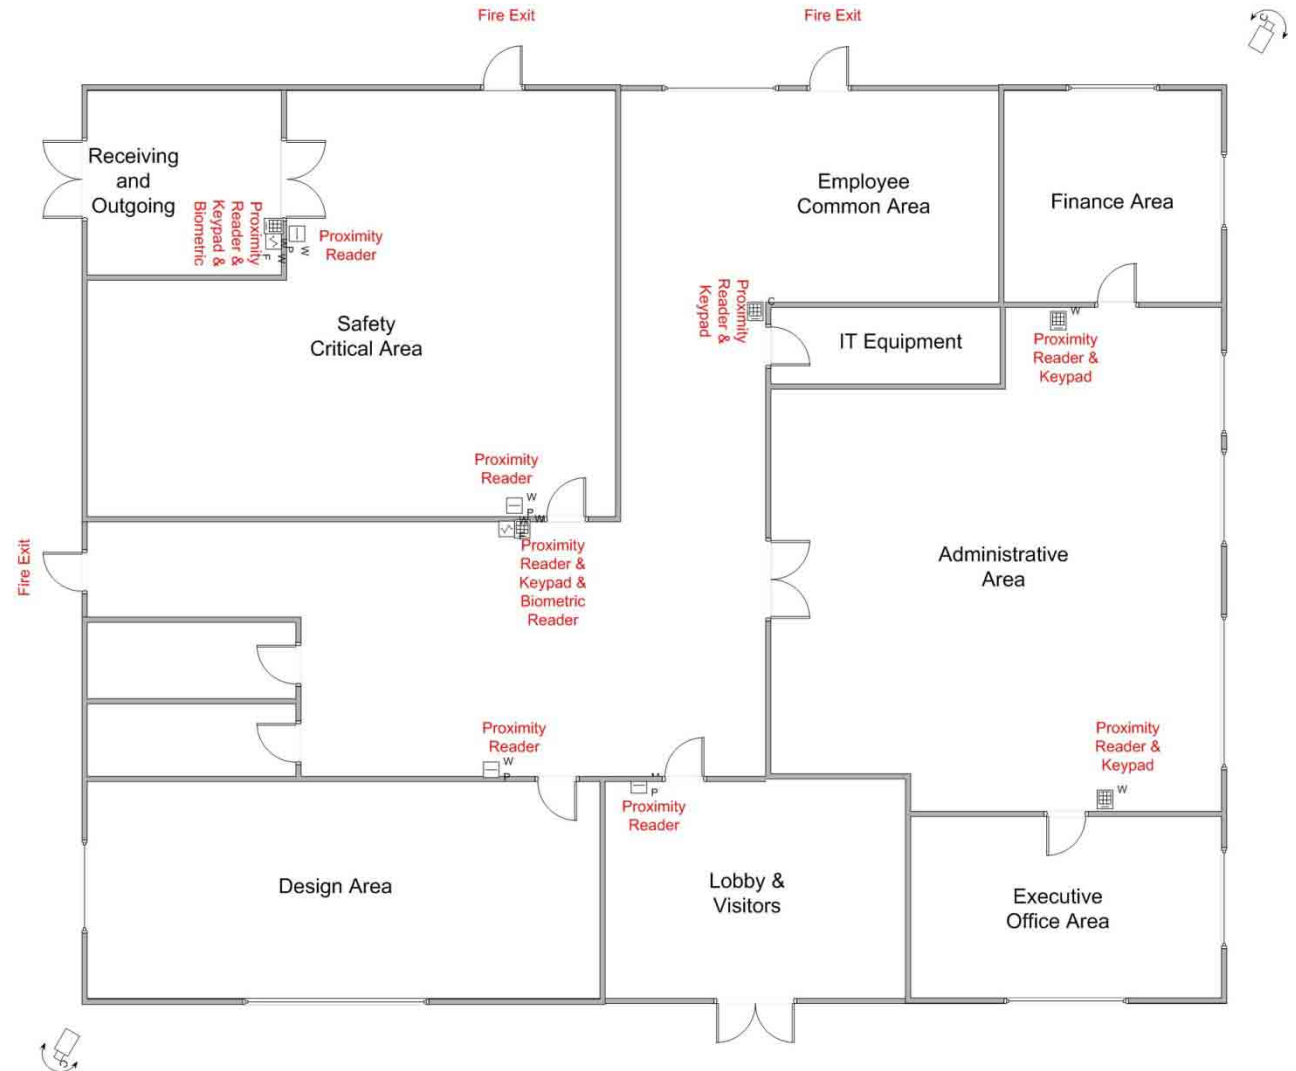 Fire Exit
Fire Exit
C
Receiving
and
Outgoing
Proximity
Reader &
Keypad &
Biometric
W
P
W
F
W
Proximity
Reader
Safety
Critical Area
Employee
Common Area
Finance Area
Proximity
Reader &
Keypad
C
IT Equipment
W
Proximity
Reader &
Keypad
Proximity
Reader
W
P
W
W
F
Proximity
Reader &
Keypad &
Biometric
Reader
Fire Exit
Administrative
Area
Proximity
Reader
W
P
P
Proximity
Reader
Proximity
Reader &
Keypad
W
Design Area
Lobby &
Visitors
Executive
Office Area
C